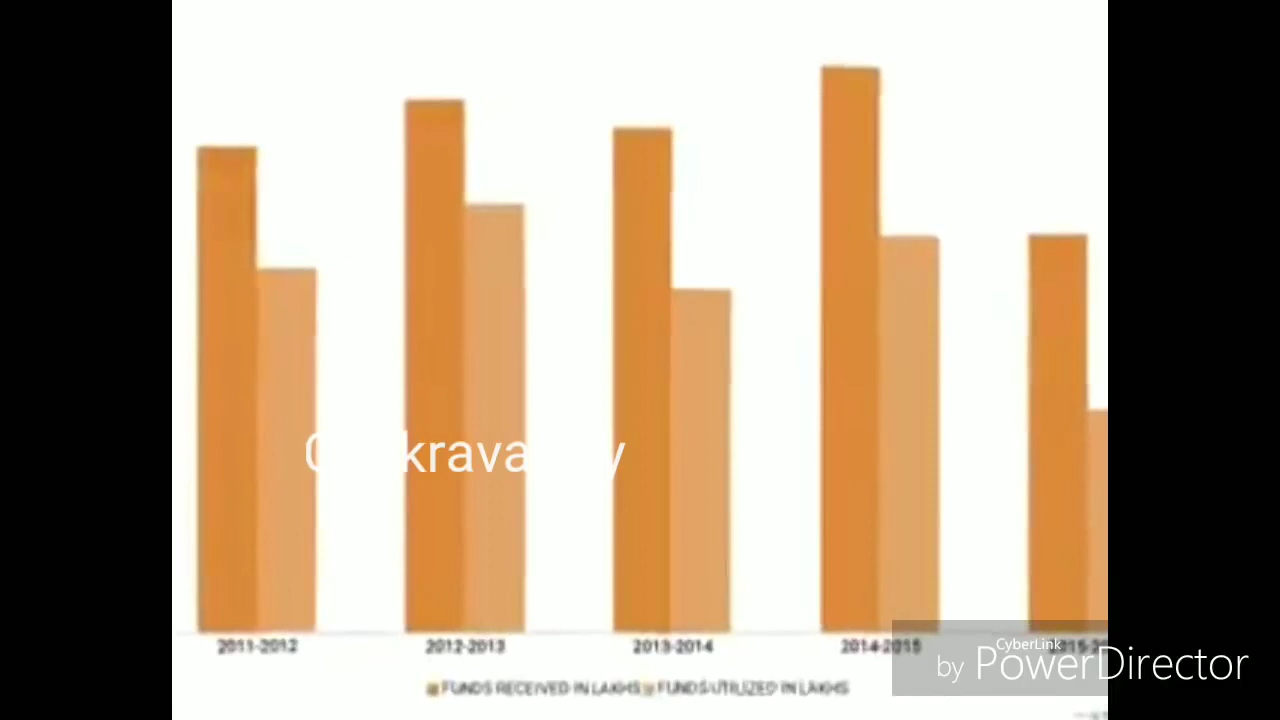 2011-2012
2012-2013
2013-2014
2014-2015
CyberLink
by PowerDirector
FUNDS RECEIVED IN LAKHS
FUNDS UTILIZED IN LAKHS